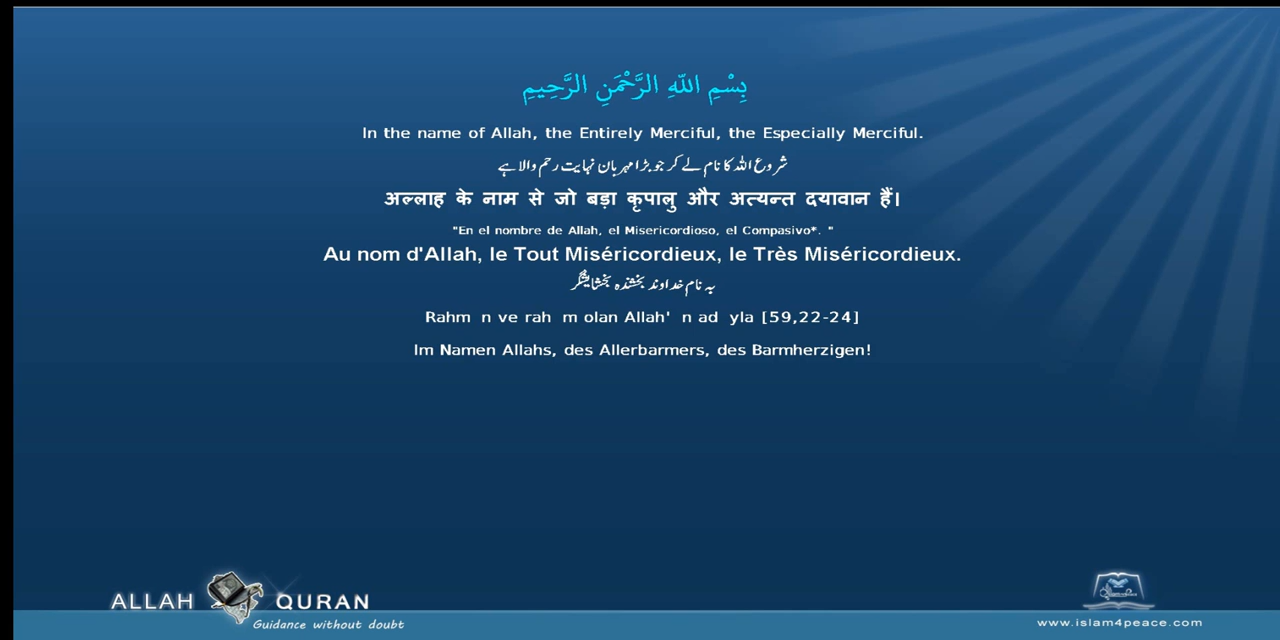 بِسْمِ اللّهِ الرَّحْمَنِ الرَّحِيمِ
In the name of Allah, the Entirely Merciful, the Especially Merciful.
شروع الله کا نام لے کر جو بڑا مہربان نہایت رحم والا ہے
अल्लाह के नाम से जो बड़ा कृपालु और अत्यन्त दयावान हैं।
"En el nombre de Allah, el Misericordioso, el Compasivo*. "
Au nom d'Allah, le Tout Miséricordieux, le Très Miséricordieux.
به نام خداوند بخشنده بخشایشگر
Rahm n ve rah m olan Allah' n ad yla [59,22-24]
Im Namen Allahs, des Allerbarmers, des Barmherzigen!
ALLAH QURAN
Guidance without doubt
www.islam4peace.com